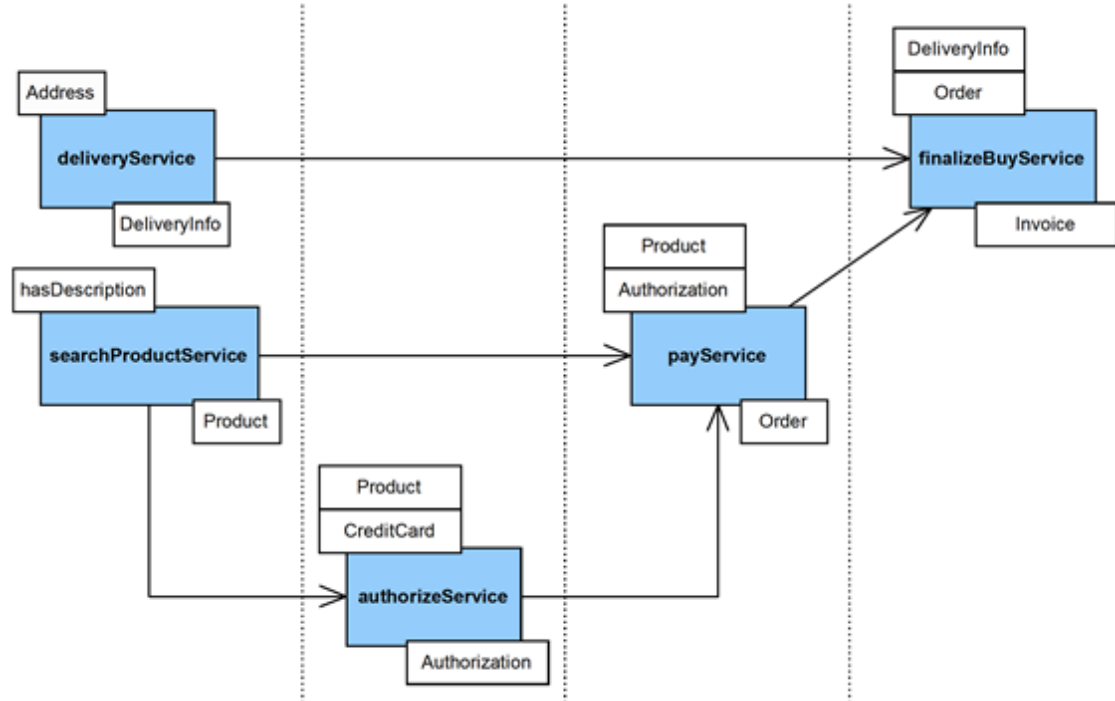 Address
deliveryService
DeliveryInfo
hasDescription
searchProductService
Product
Product
CreditCard
authorizeService
Authorization
Product
Authorization
payService
Order
DeliveryInfo
Order
finalizeBuyService
Invoice